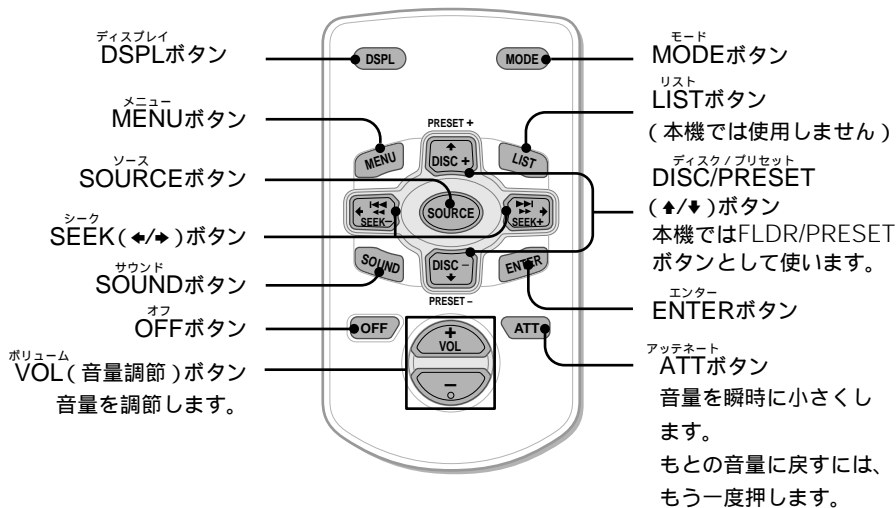 ディスプレイ
DSPLボタン
メニュー
MENUボタン
ソース
SOURCEボタン
シーク
SEEK(←/→)ボタン
サウンド
SOUNDボタン
オフ
OFFボタン
ボリューム
VOL(音量調節)ボタン
音量を調節します。
DSPL
MODE
PRESET +
MENU
DISC +
LIST
SEEK–
SOURCE
SEEK+
SOUND
DISC –
ENTER
PRESET –
OFF
+
VOL
–
ATT
モード
MODEボタン
リスト
LISTボタン
(本機では使用しません)
ディスク/プリセット
DISC/PRESET
(↑/↓)ボタン
本機ではFLDR/PRESET
ボタンとして使います。
エンター
ENTERボタン
アッテネート
ATTボタン
音量を瞬時に小さくし
ます。
もとの音量に戻すには、
もう一度押します。